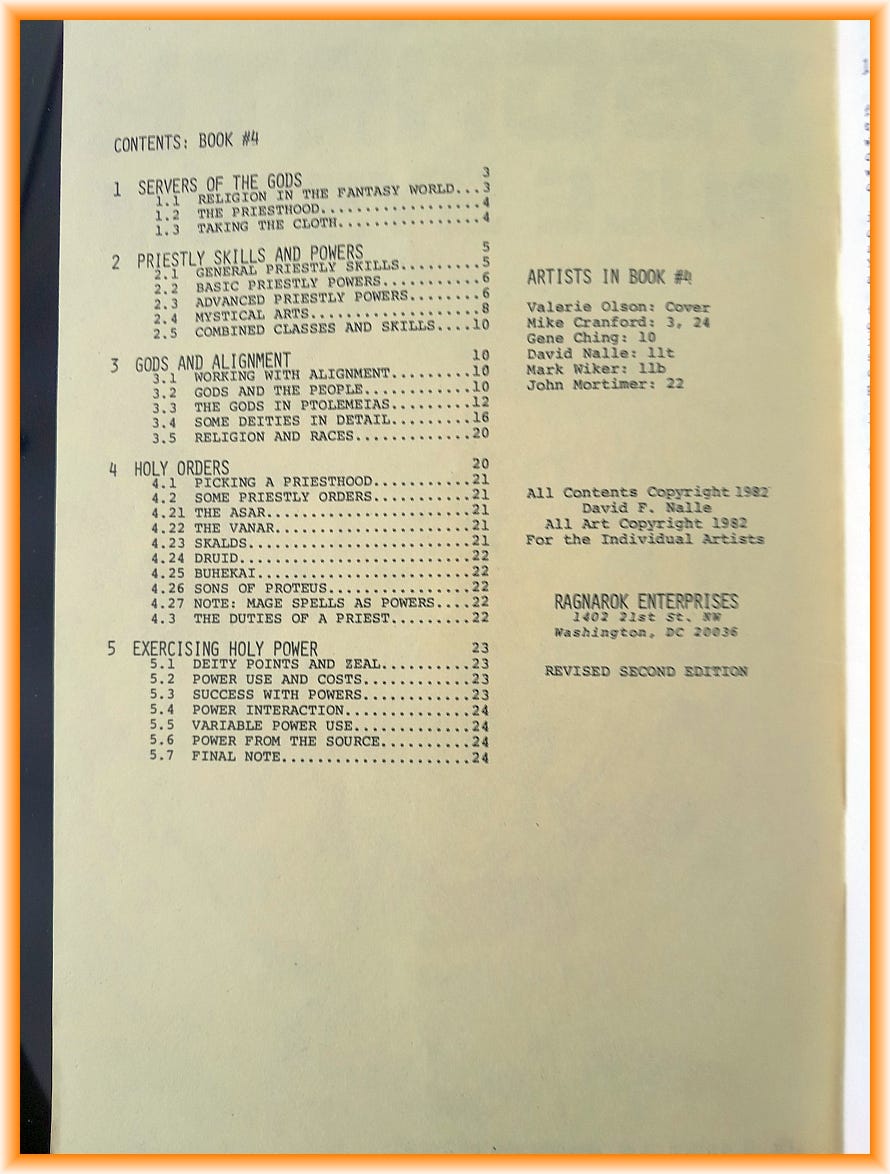 CONTENTS: BOOK #4
1 SERVERS OF THE GODS 3
1.1 RELIGION IN THE FANTASY WORLD...3
1.2 THE PRIESTHOOD..................4
1.3 TAKING THE CLOTH................4
2 PRIESTLY SKILLS AND POWERS 5
2.1 GENERAL PRIESTLY SKILLS.........5
2.2 BASIC PRIESTLY POWERS...........6
2.3 ADVANCED PRIESTLY POWERS........6
2.4 MYSTICAL ARTS...................8
2.5 COMBINED CLASSES AND SKILLS....10
3 GODS AND ALIGNMENT 10
3.1 WORKING WITH ALIGNMENT.........10
3.2 GODS AND THE PEOPLE............10
3.3 THE GODS IN PTOLEMEIAS.........12
3.4 SOME DEITIES IN DETAIL.........16
3.5 RELIGION AND RACES.............20
4 HOLY ORDERS 20
4.1 PICKING A PRIESTHOOD...........21
4.2 SOME PRIESTLY ORDERS...........21
4.21 THE ASAR......................21
4.22 THE VANAR.....................21
4.23 SKALDS........................21
4.24 DRUID.........................22
4.25 BUHEKAI.......................22
4.26 SONS OF PROTEUS...............22
4.27 NOTE: MAGE SPELLS AS POWERS....22
4.3 THE DUTIES OF A PRIEST.........22
5 EXERCISING HOLY POWER 23
5.1 DEITY POINTS AND ZEAL..........23
5.2 POWER USE AND COSTS............23
5.3 SUCCESS WITH POWERS............23
5.4 POWER INTERACTION..............24
5.5 VARIABLE POWER USE.............24
5.6 POWER FROM THE SOURCE..........24
5.7 FINAL NOTE.....................24
ARTISTS IN BOOK #4
Valerie Olson: Cover
Mike Cranford: 3, 24
Gene Ching: 10
David Nalle: 11t
Mark Wiker: 11b
John Mortimer: 22
All Contents Copyright 1982
David F. Nalle
All Art Copyright 1982
For the Individual Artists
RAGNAROK ENTERPRISES
1402 21st St. NW
Washington, DC 20036
REVISED SECOND EDITION